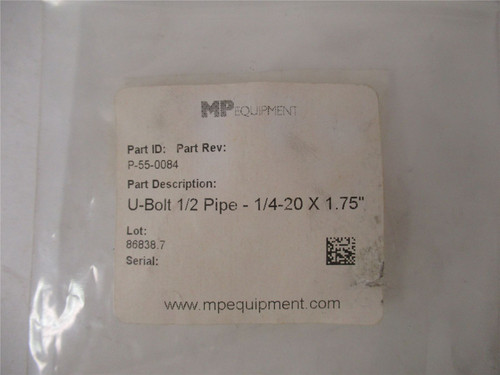 MP EQUIPMENT
Part ID: Part Rev:
P-55-0084
Part Description:
U-Bolt 1/2 Pipe - 1/4-20 X 1.75"
Lot:
86838.7
Serial:
www.mpequipment.com